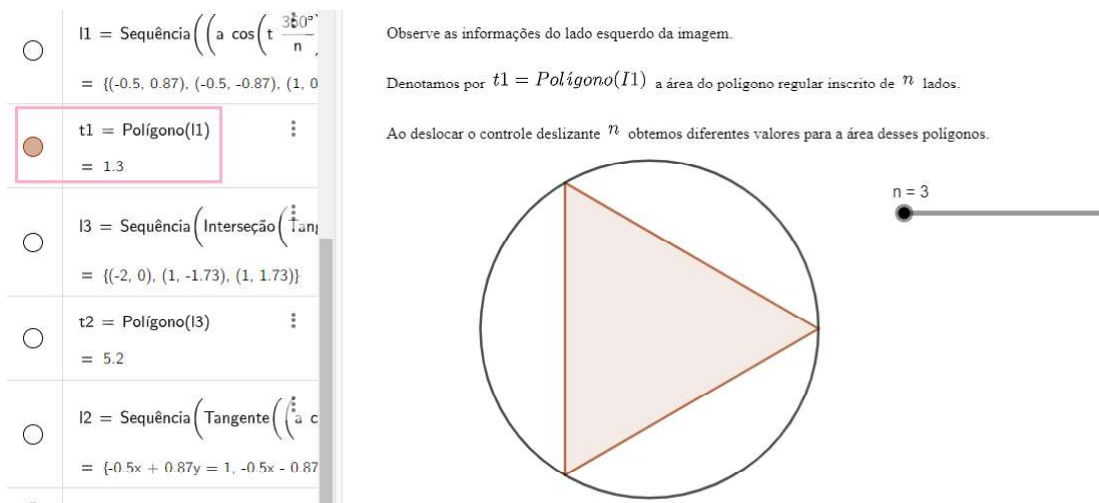 l1 = Sequência((a cos(t 360°/n
= {(-0.5, 0.87), (-0.5, -0.87), (1, 0
t1 = Polígono(l1)
= 1.3
l3 = Sequência(Interseção(Tang
= {(-2, 0), (1, -1.73), (1, 1.73)}
t2 = Polígono(l3)
= 5.2
l2 = Sequência(Tangente((a c
= {-0.5x + 0.87y = 1, -0.5x - 0.87
Observe as informações do lado esquerdo da imagem.
Denotamos por t1 = Polígono(I1) a área do polígono regular inscrito de n lados.
Ao deslocar o controle deslizante n obtemos diferentes valores para a área desses polígonos.
n = 3